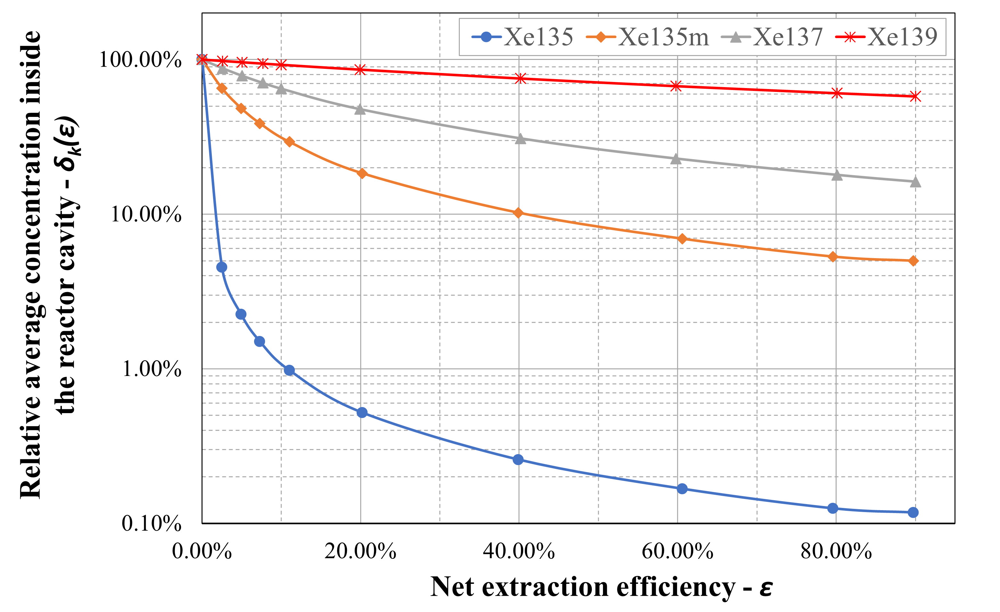 Relative average concentration inside
the reactor cavity - δk(ε)
Xe135 Xe135m Xe137 Xe139
100.00%
10.00%
1.00%
0.10%
0.00% 20.00% 40.00% 60.00% 80.00%
Net extraction efficiency - ε